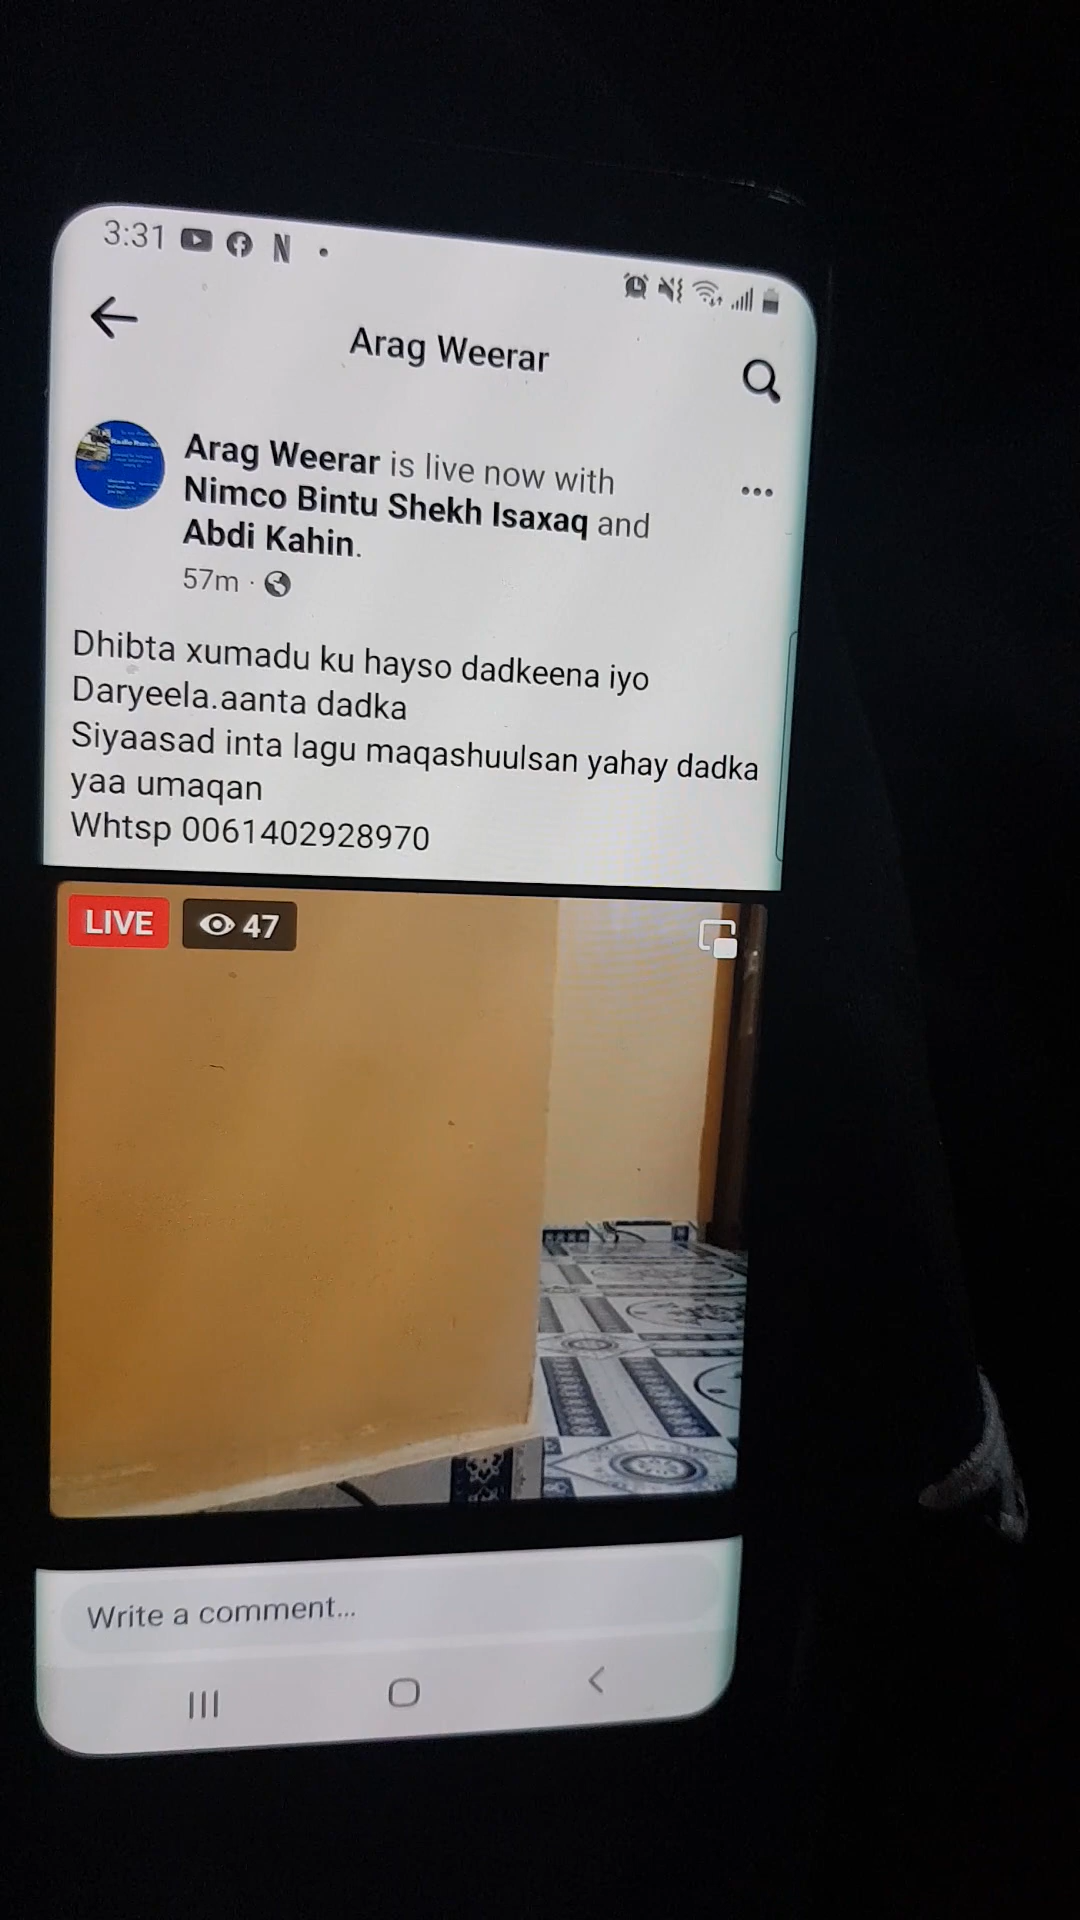 3:31
Arag Weerar
Arag Weerar is live now with
Nimco Bintu Shekh Isaxaq and
Abdi Kahin.
57m ·
Dhibta xumadu ku hayso dadkeena iyo
Daryeela.aanta dadka
Siyaasad inta lagu maqashuulsan yahay dadka
yaa umaqan
Whtsp 0061402928970
LIVE
47
Write a comment...